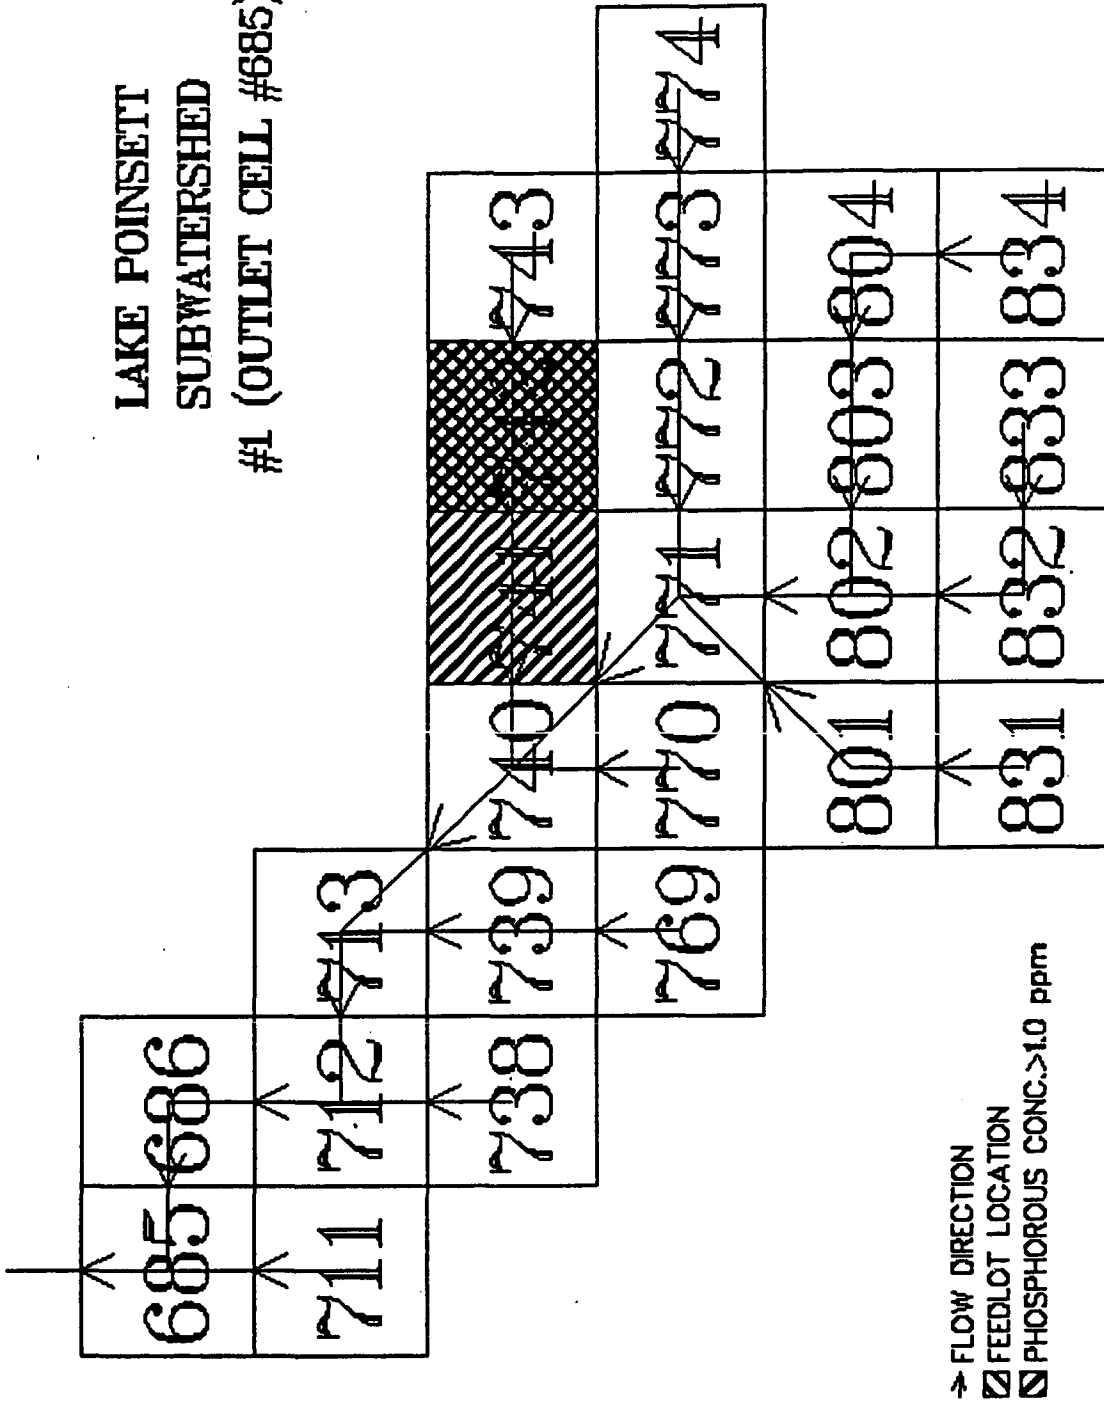 LAKE POINSETT
SUBWATERSHED
#1 (OUTLET CELL #685)
685 686
711 712 713
738 739 740 741 743
769 770 771 772 773 774
801 802 803 804
831 832 833 834
FLOW DIRECTION
FEEDLOT LOCATION
PHOSPHOROUS CONC.>1.0 ppm